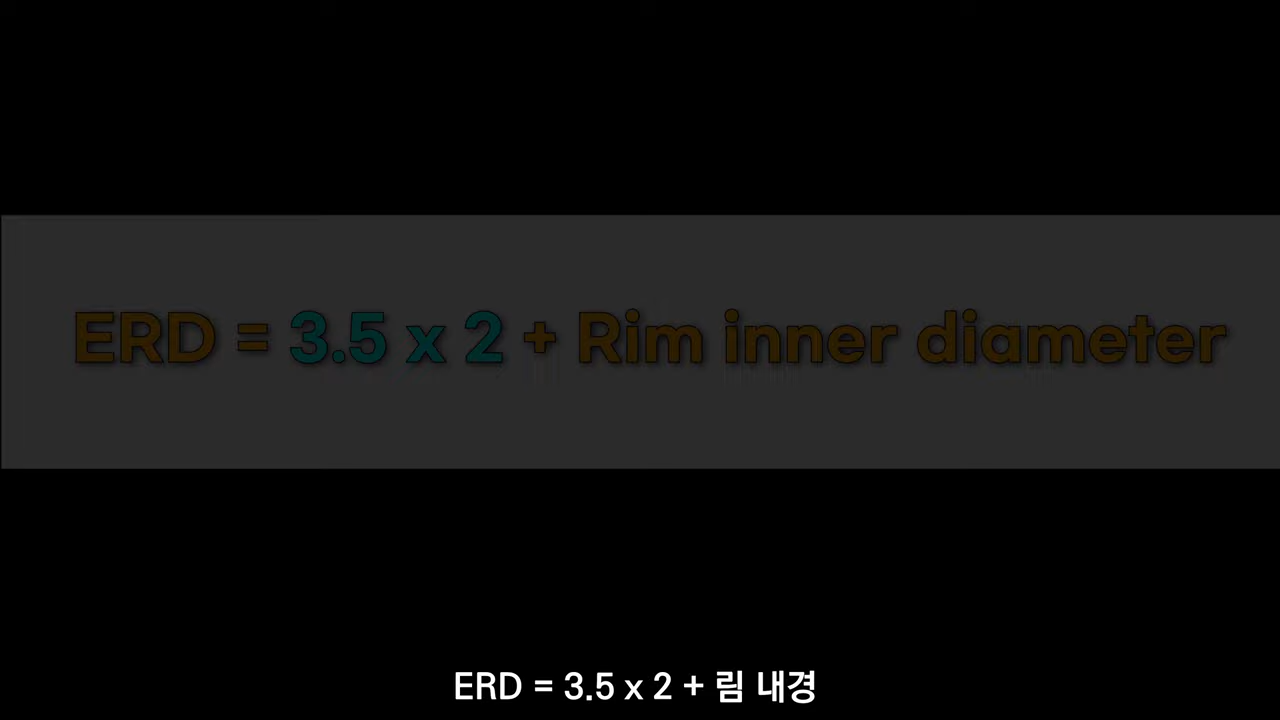 ERD = 3.5 x 2 + Rim inner diameter
ERD = 3.5 x 2 + 림 내경